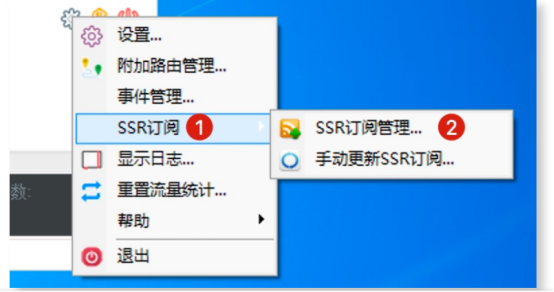 设置...
附加路由管理...
事件管理...
SSR订阅 1
SSR订阅管理... 2
手动更新SSR订阅...
显示日志...
数:
重置流量统计...
帮助
退出